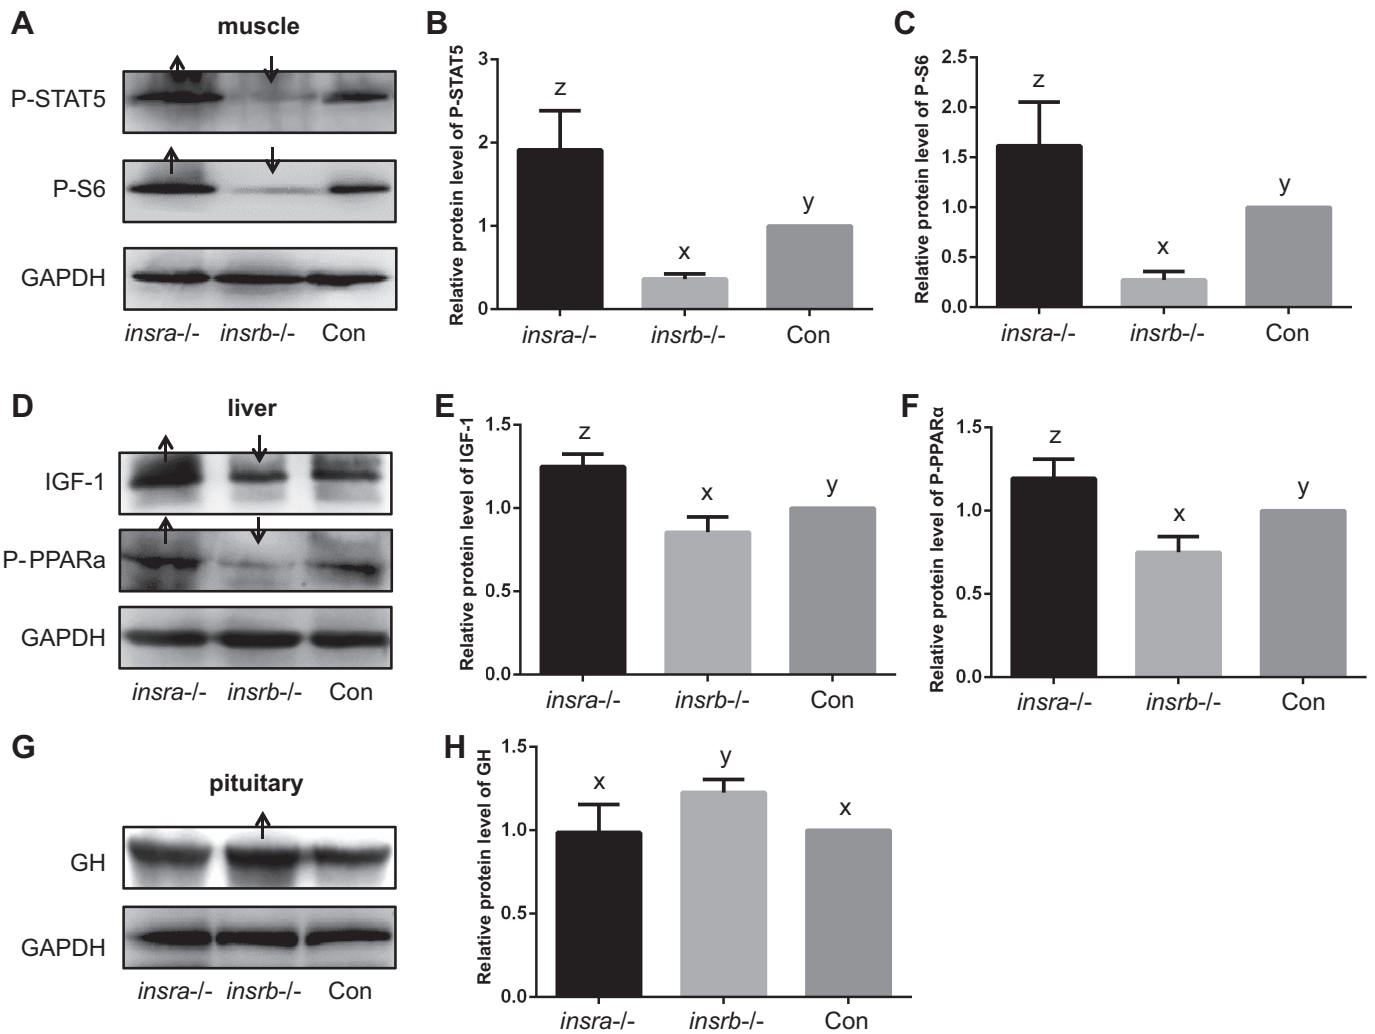 A
muscle
P-STAT5
P-S6
GAPDH
insra-/- insrb-/- Con
B
Relative protein level of P-STAT5
3
2
1
0
z
x
y
insra-/- insrb-/- Con
C
Relative protein level of P-S6
2.5
2.0
1.5
1.0
0.5
0.0
z
x
y
insra-/- insrb-/- Con
D
liver
IGF-1
P-PPARa
GAPDH
insra-/- insrb-/- Con
E
Relative protein level of IGF-1
1.5
1.0
0.5
0.0
z
x
y
insra-/- insrb-/- Con
F
Relative protein level of P-PPARα
1.5
1.0
0.5
0.0
z
x
y
insra-/- insrb-/- Con
G
pituitary
GH
GAPDH
insra-/- insrb-/- Con
H
Relative protein level of GH
1.5
1.0
0.5
0.0
x
y
x
insra-/- insrb-/- Con